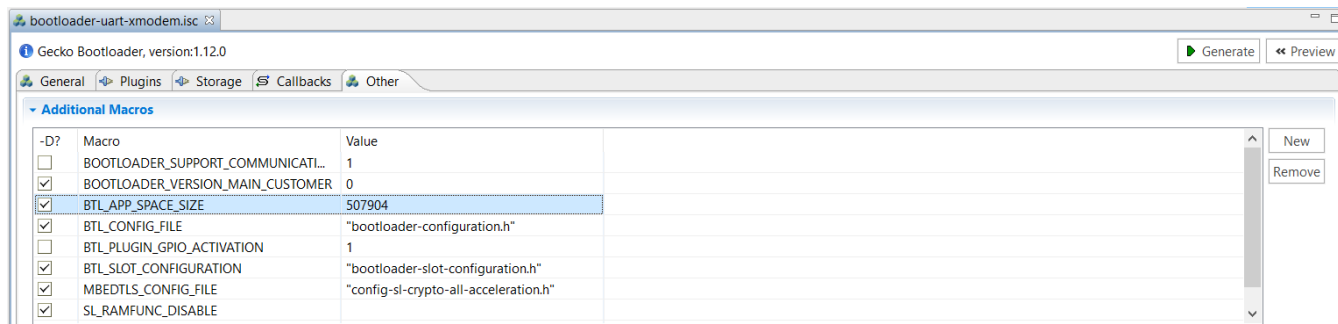 bootloader-uart-xmodem.isc
Gecko Bootloader, version:1.12.0 Generate Preview
General Plugins Storage Callbacks Other
Additional Macros
-D? Macro Value New
BOOTLOADER_SUPPORT_COMMUNICATI... 1
Remove
BOOTLOADER_VERSION_MAIN_CUSTOMER 0
BTL_APP_SPACE_SIZE 507904
BTL_CONFIG_FILE "bootloader-configuration.h"
BTL_PLUGIN_GPIO_ACTIVATION 1
BTL_SLOT_CONFIGURATION "bootloader-slot-configuration.h"
MBEDTLS_CONFIG_FILE "config-sl-crypto-all-acceleration.h"
SL_RAMFUNC_DISABLE